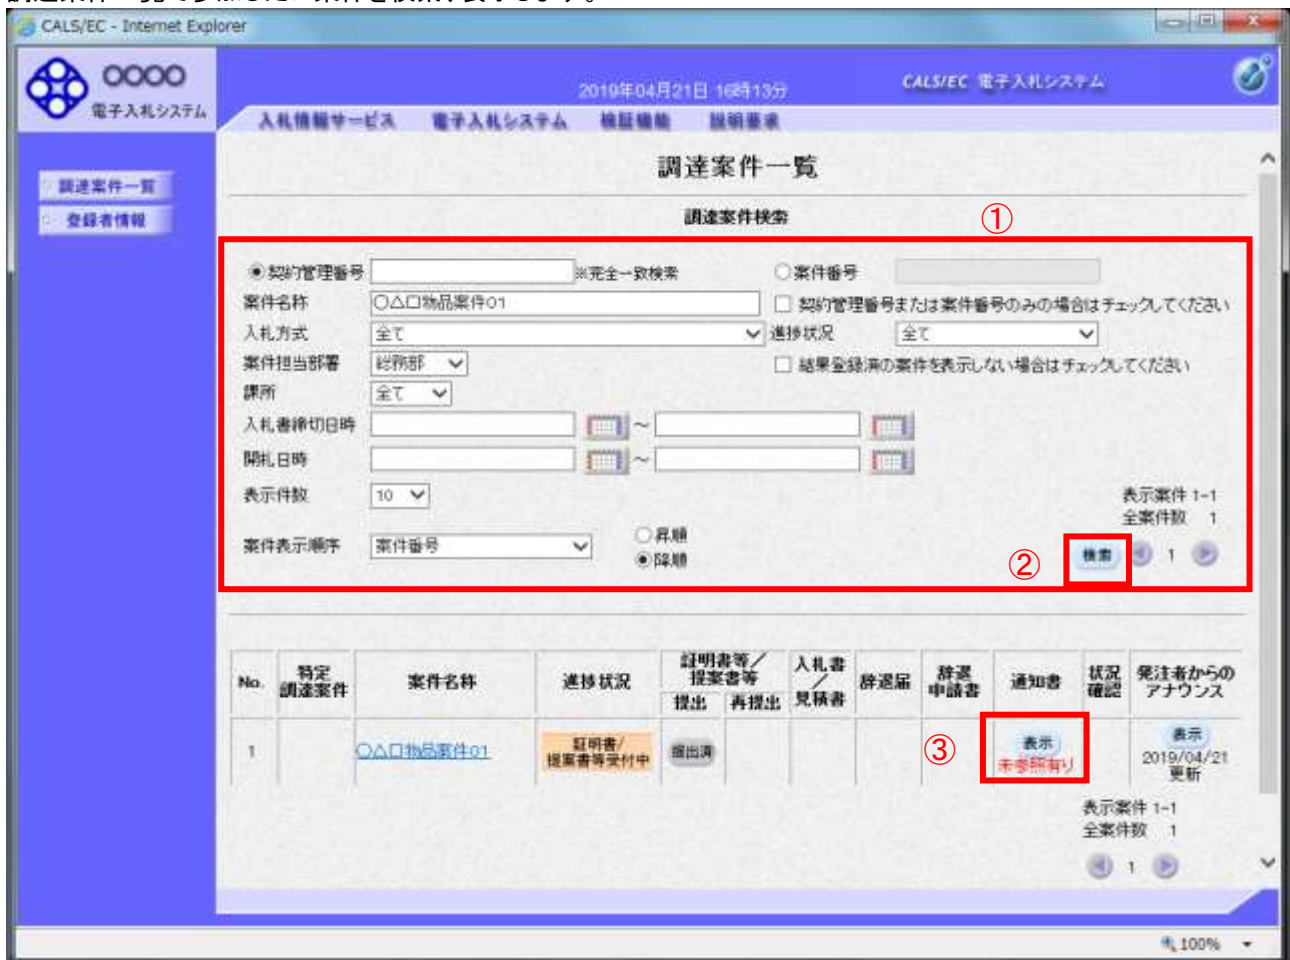 CALS/EC - Internet Explorer
○○○○
電子入札システム
2019年04月21日 16時13分
CALS/EC 電子入札システム
入札情報サービス 電子入札システム 検証機能 説明要求
調達案件一覧
登録者情報
調達案件一覧
調達案件検索
①
契約管理番号 ※完全一致検索 案件番号
案件名称 ○△□物品案件01 契約管理番号または案件番号のみの場合はチェックしてください
入札方式 全て 進捗状況 全て
案件担当部署 総務部 結果登録済の案件を表示しない場合はチェックしてください
課所 全て
入札書締切日時 ～
開札日時 ～
表示件数 10
表示案件 1-1
全案件数 1
案件表示順序 案件番号 昇順
降順
② 検索 1
No. 特定調達案件 案件名称 進捗状況 証明書等/提案書等 提出 再提出 入札書/見積書 辞退届 辞退申請書 通知書 状況確認 発注者からのアナウンス
1 ○△□物品案件01 証明書/提案書等受付中 提出済 ③ 表示 未参照有り 表示 2019/04/21 更新
表示案件 1-1
全案件数 1
1
100%